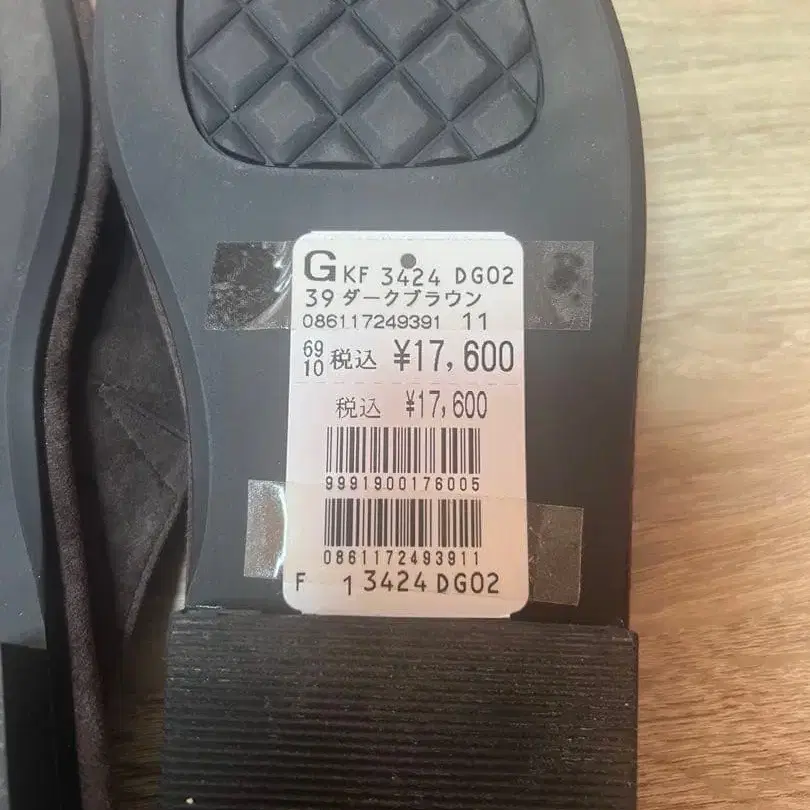 G KF 3424 DG02
39 ダークブラウン
086117249391 11
69
10 税込 ¥17,600
税込 ¥17,600
9991900176005
0861172493911
F 1 3424 DG02